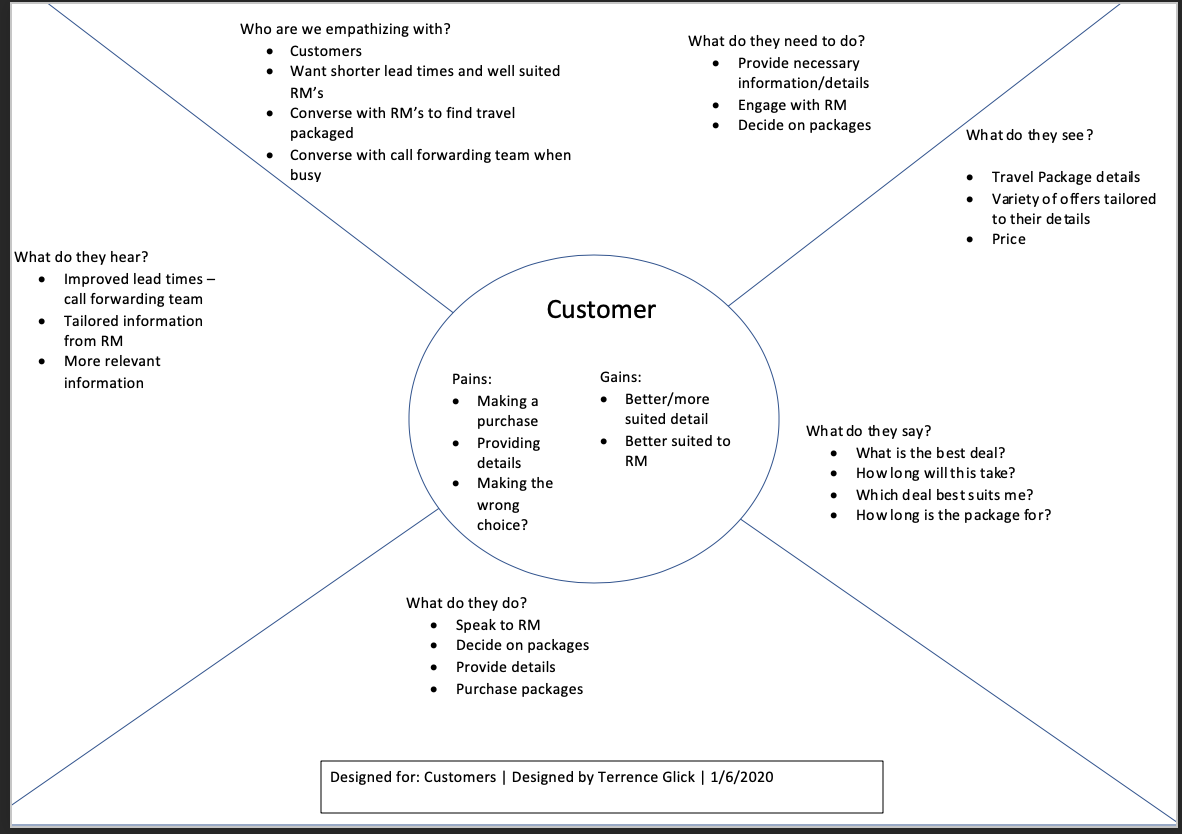 Who are we empathizing with?
• Customers
• Want shorter lead times and well suited
RM's
• Converse with RM's to find travel
packaged
• Converse with call forwarding team when
busy
What do they need to do?
• Provide necessary
information/details
• Engage with RM
• Decide on packages
What do they see?
• Travel Package details
• Variety of offers tailored
to their details
• Price
What do they hear?
• Improved lead times –
call forwarding team
• Tailored information
from RM
• More relevant
information
Customer
Pains:
• Making a
purchase
• Providing
details
• Making the
wrong
choice?
Gains:
• Better/more
suited detail
• Better suited to
RM
What do they say?
• What is the best deal?
• How long will this take?
• Which deal best suits me?
• How long is the package for?
What do they do?
• Speak to RM
• Decide on packages
• Provide details
• Purchase packages
Designed for: Customers | Designed by Terrence Glick | 1/6/2020